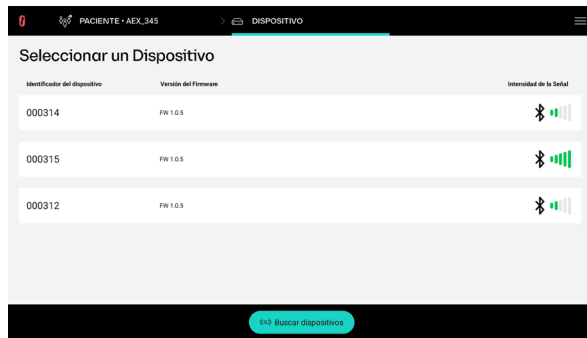 PACIENTE • AEX_345 DISPOSITIVO
Seleccionar un Dispositivo
Identificador del dispositivo Versión del Firmware Intensidad de la Señal
000314 FW 1.0.5
000315 FW 1.0.5
000312 FW 1.0.5
Buscar dispositivos